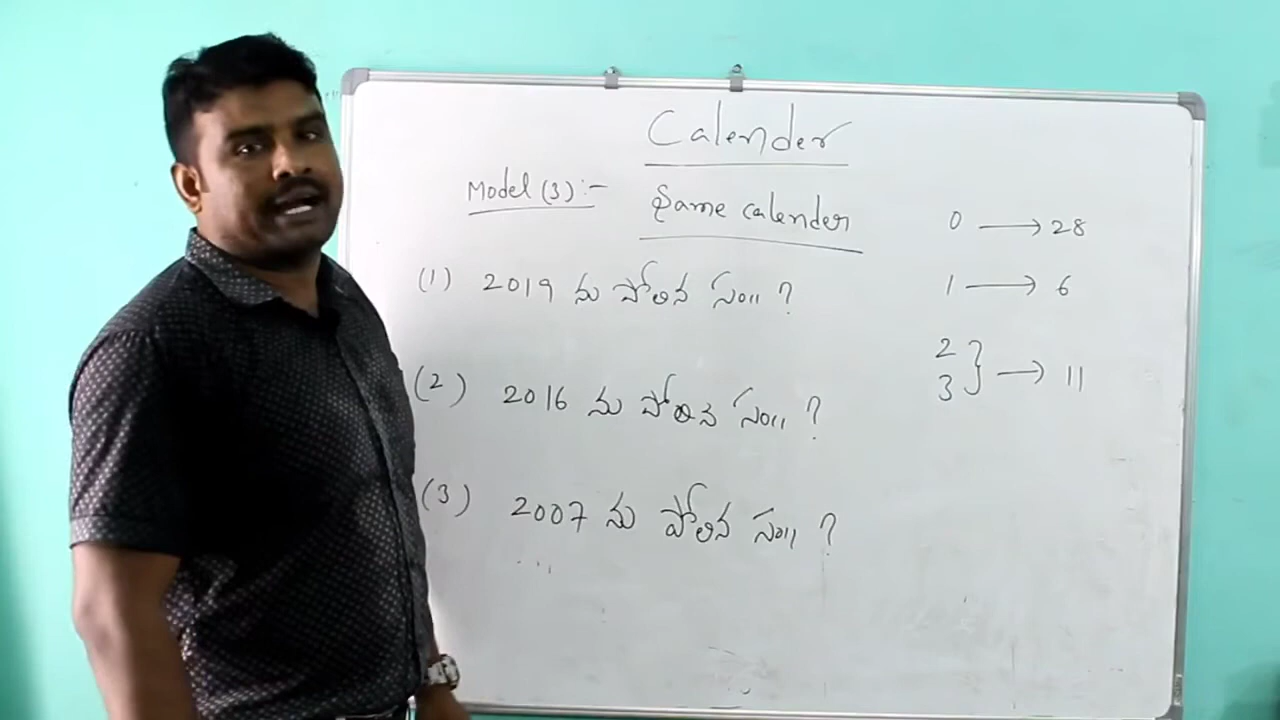 Calender
Model (3) :- Same calender
(1) 2019 ను పోలిన సం॥ ?
(2) 2016 ను పోలిన సం॥ ?
(3) 2007 ను పోలిన సం॥ ?
0 → 28
1 → 6
2
3 } → 11